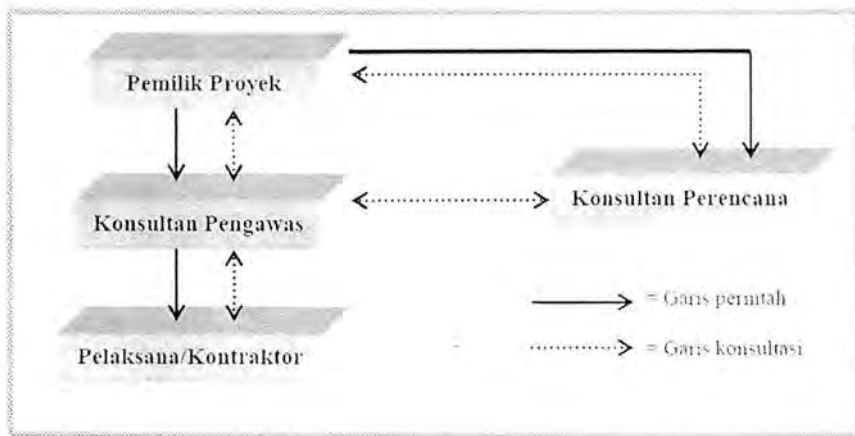 Pemilik Proyek
Konsultan Perencana
Konsultan Pengawas
= Garis perintah
Pelaksana/Kontraktor
= Garis konsultasi